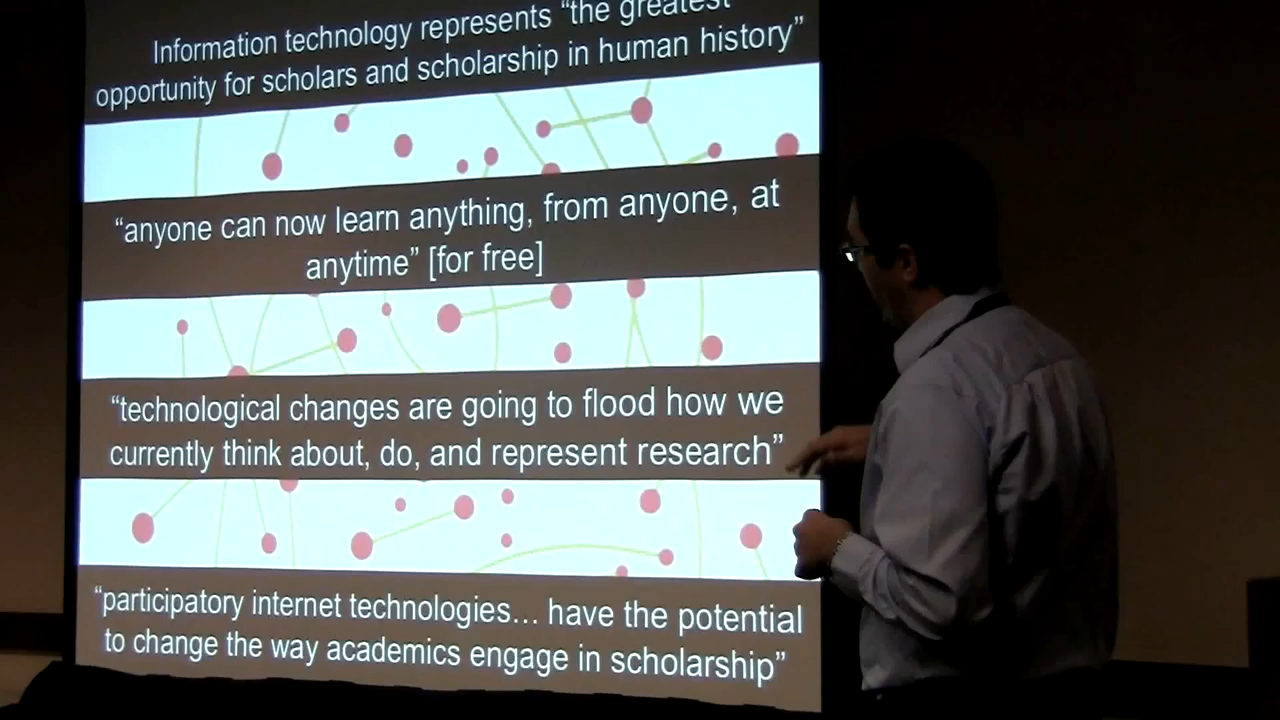 Information technology represents “the greatest
opportunity for scholars and scholarship in human history”
“anyone can now learn anything, from anyone, at
anytime” [for free]
“technological changes are going to flood how we
currently think about, do, and represent research”
“participatory internet technologies… have the potential
to change the way academics engage in scholarship”